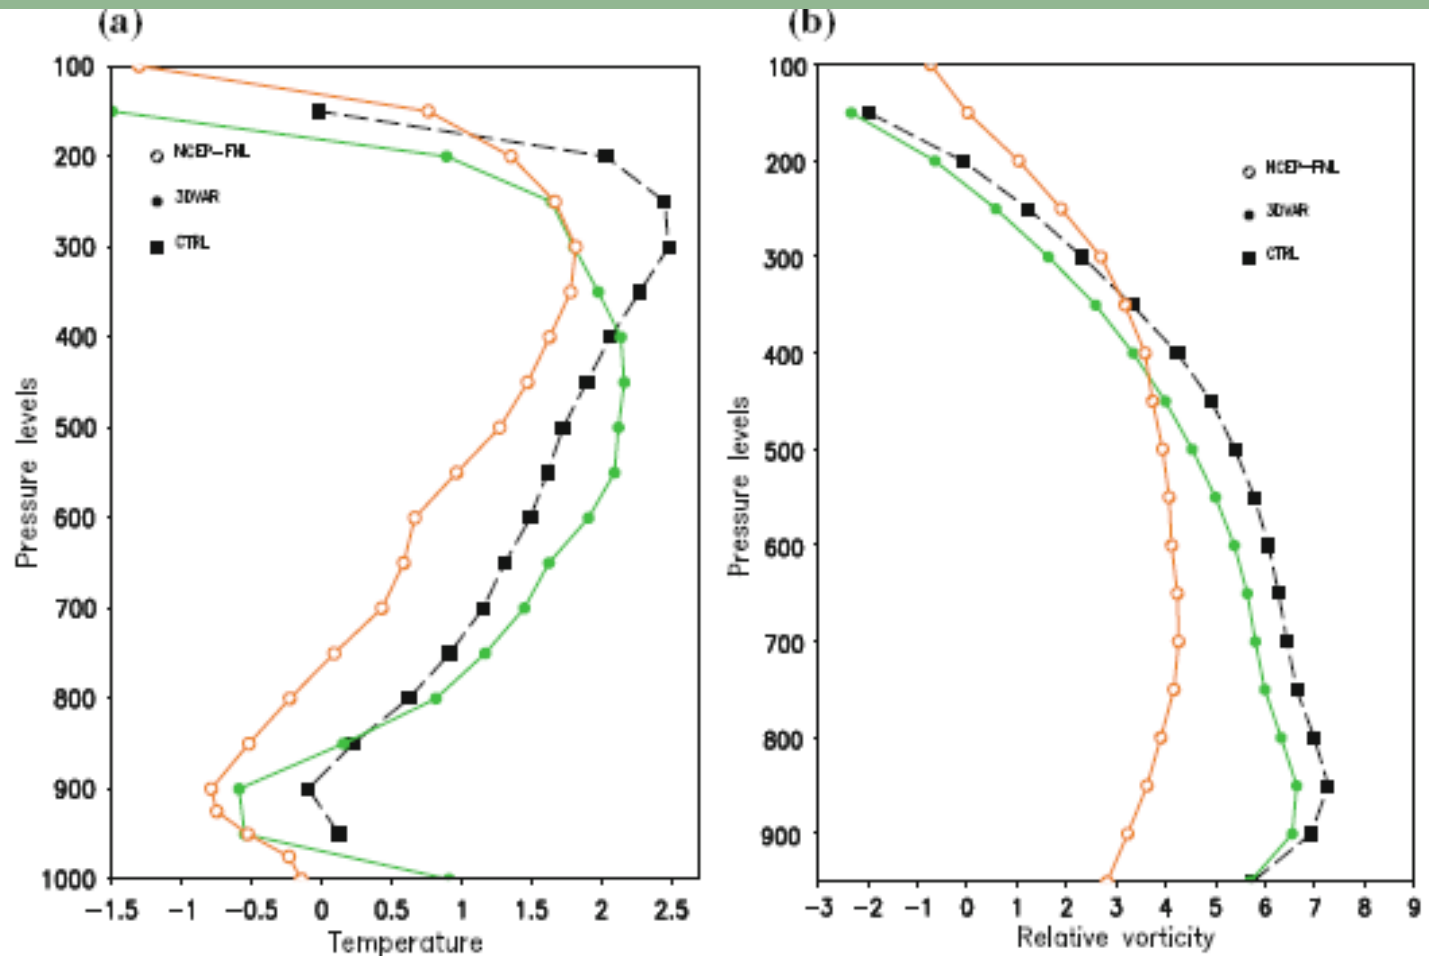 (a)
100
200
300
400
500
600
700
800
900
1000
Pressure levels
NCEP-FNL
3DVAR
CTRL
-1.5 -1 -0.5 0 0.5 1 1.5 2 2.5
Temperature
(b)
100
200
300
400
500
600
700
800
900
Pressure levels
NCEP-FNL
3DVAR
CTRL
-3 -2 -1 0 1 2 3 4 5 6 7 8 9
Relative vorticity